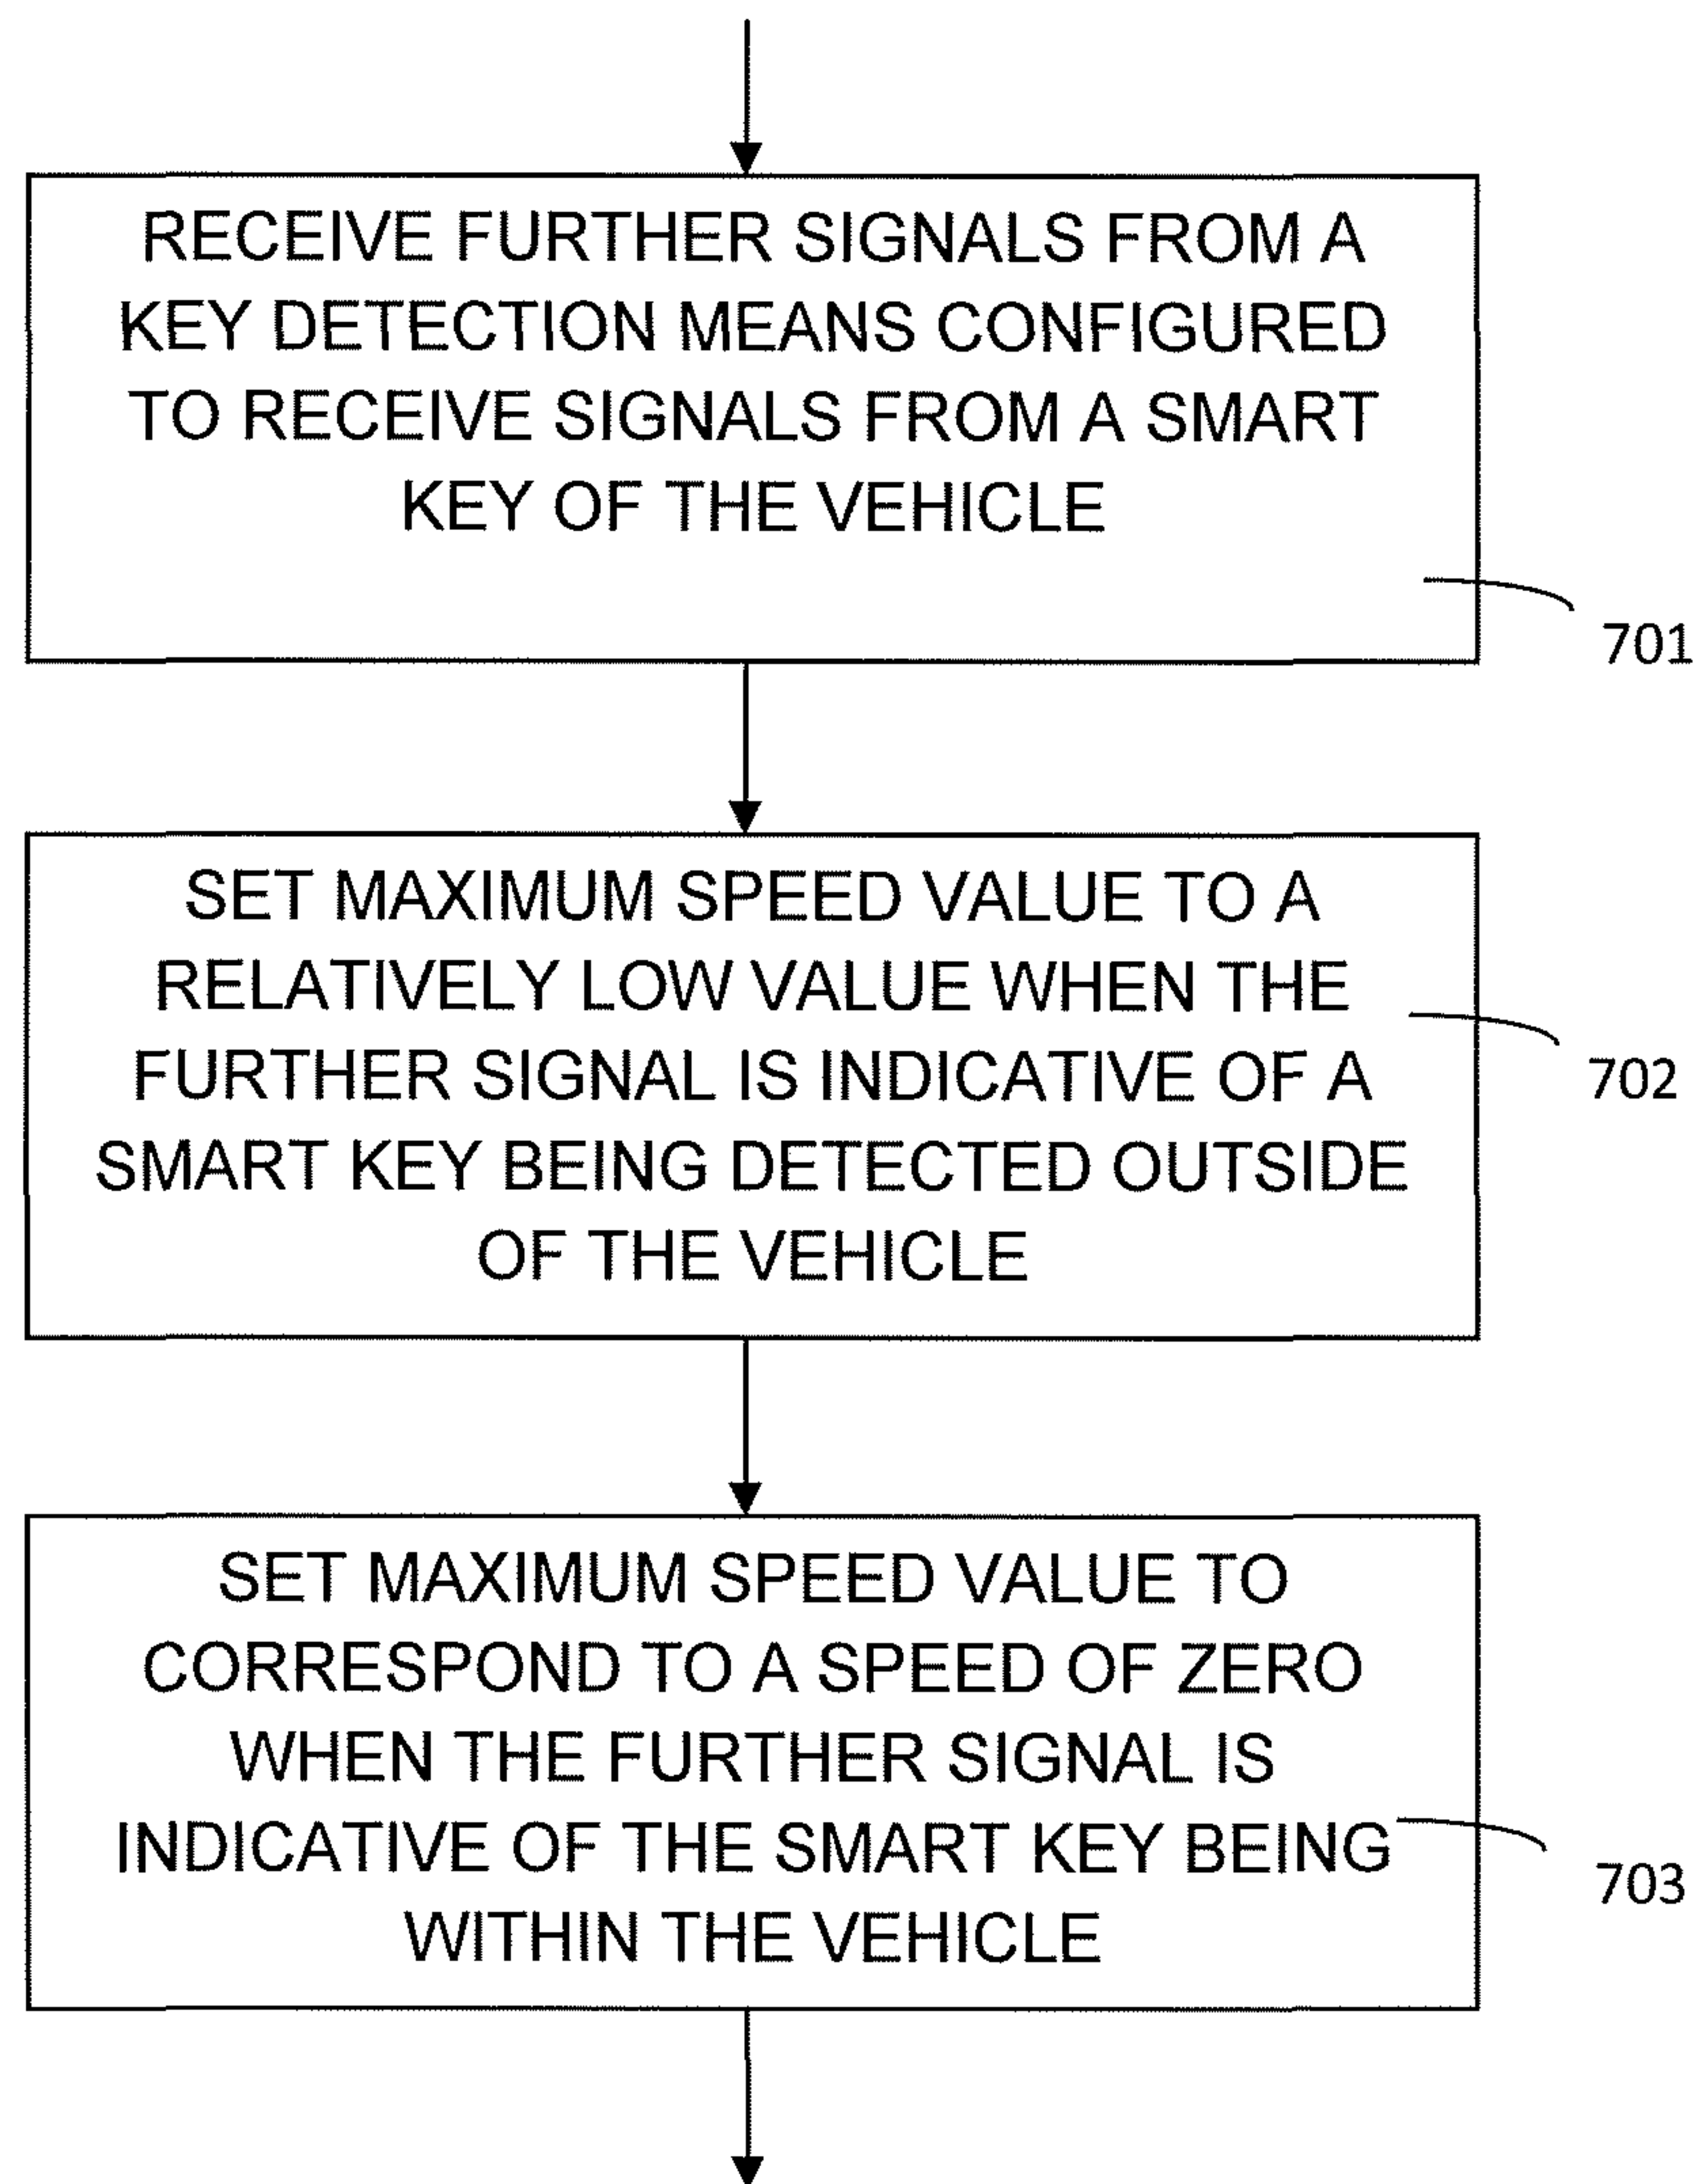 RECEIVE FURTHER SIGNALS FROM A
KEY DETECTION MEANS CONFIGURED
TO RECEIVE SIGNALS FROM A SMART
KEY OF THE VEHICLE
701
SET MAXIMUM SPEED VALUE TO A
RELATIVELY LOW VALUE WHEN THE
FURTHER SIGNAL IS INDICATIVE OF A
SMART KEY BEING DETECTED OUTSIDE
OF THE VEHICLE
702
SET MAXIMUM SPEED VALUE TO
CORRESPOND TO A SPEED OF ZERO
WHEN THE FURTHER SIGNAL IS
INDICATIVE OF THE SMART KEY BEING
WITHIN THE VEHICLE
703